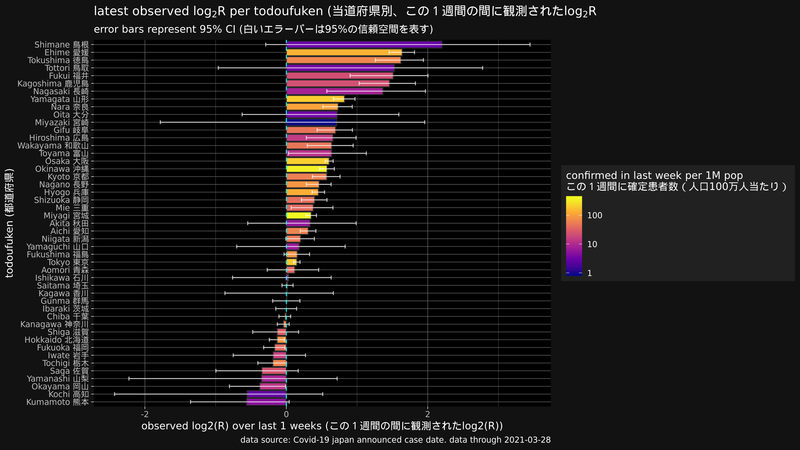 latest observed log₂R per todoufuken (当道府県別、この１週間の間に観測されたlog₂R
error bars represent 95% CI (白いエラーバーは95%の信頼空間を表す)
todoufuken (都道府県)
Shimane 島根
Ehime 愛媛
Tokushima 徳島
Tottori 鳥取
Fukui 福井
Kagoshima 鹿児島
Nagasaki 長崎
Yamagata 山形
Nara 奈良
Oita 大分
Miyazaki 宮崎
Gifu 岐阜
Hiroshima 広島
Wakayama 和歌山
Toyama 富山
Osaka 大阪
Okinawa 沖縄
Kyoto 京都
Nagano 長野
Hyogo 兵庫
Shizuoka 静岡
Mie 三重
Miyagi 宮城
Akita 秋田
Aichi 愛知
Niigata 新潟
Yamaguchi 山口
Fukushima 福島
Tokyo 東京
Aomori 青森
Ishikawa 石川
Saitama 埼玉
Kagawa 香川
Gunma 群馬
Ibaraki 茨城
Chiba 千葉
Kanagawa 神奈川
Shiga 滋賀
Hokkaido 北海道
Fukuoka 福岡
Iwate 岩手
Tochigi 栃木
Saga 佐賀
Yamanashi 山梨
Okayama 岡山
Kochi 高知
Kumamoto 熊本
-2 0 2
observed log2(R) over last 1 weeks (この１週間の間に観測されたlog2(R))
data source: Covid-19 japan announced case date. data through 2021-03-28
confirmed in last week per 1M pop
この１週間に確定患者数 ( 人口100万人当たり )
100
10
1